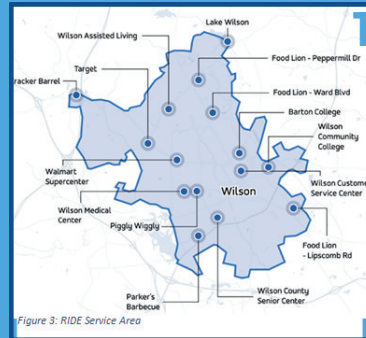 Lake Wilson
Wilson Assisted Living
Target
Food Lion - Peppermill Dr
racker Barrel
Food Lion - Ward Blvd
Barton College
Wilson
Community
College
Walmart
Supercenter
Wilson
Wilson Custome
Service Center
Wilson Medical
Center
Piggly Wiggly
Food Lion
- Lipscomb Rd
Wilson County
Senior Center
Parker's
Barbecue
Figure 3: RIDE Service Area